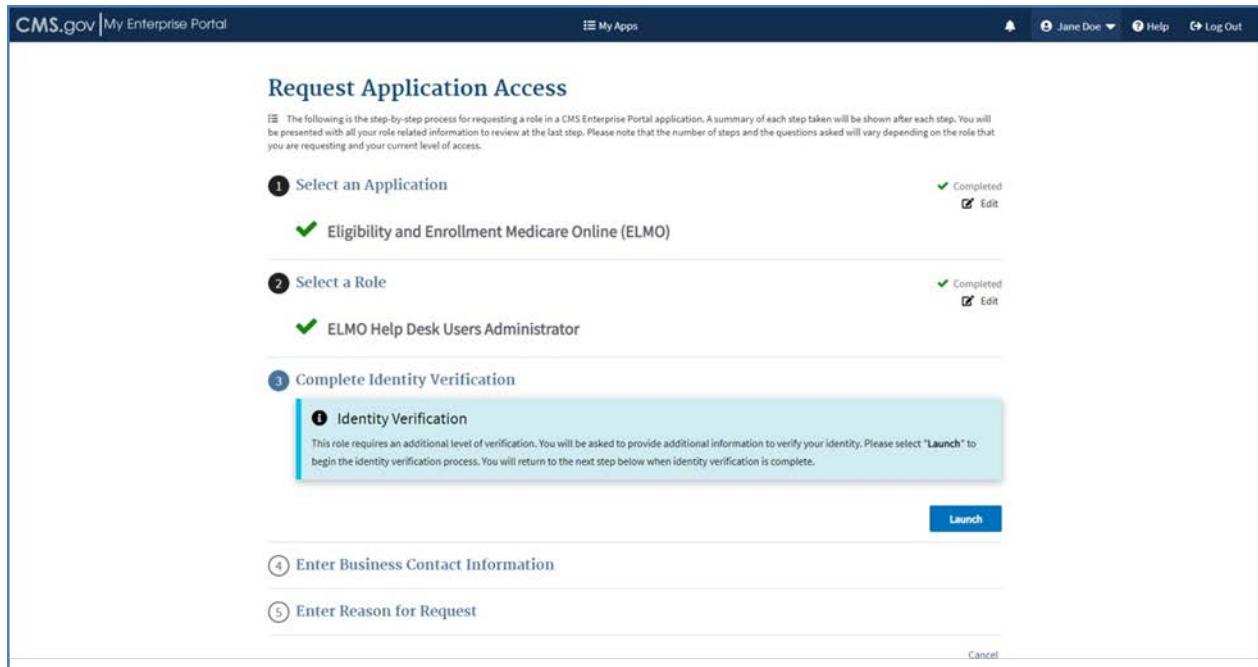 CMS.gov My Enterprise Portal
My Apps
Jane Doe
Help
Log Out
Request Application Access
The following is the step-by-step process for requesting a role in a CMS Enterprise Portal application. A summary of each step taken will be shown after each step. You will
be presented with all your role related information to review at the last step. Please note that the number of steps and the questions asked will vary depending on the role that
you are requesting and your current level of access.
1 Select an Application
Completed
Edit
Eligibility and Enrollment Medicare Online (ELMO)
2 Select a Role
Completed
Edit
ELMO Help Desk Users Administrator
3 Complete Identity Verification
Identity Verification
This role requires an additional level of verification. You will be asked to provide additional information to verify your identity. Please select "Launch" to
begin the identity verification process. You will return to the next step below when identity verification is complete.
Launch
4 Enter Business Contact Information
5 Enter Reason for Request
Cancel